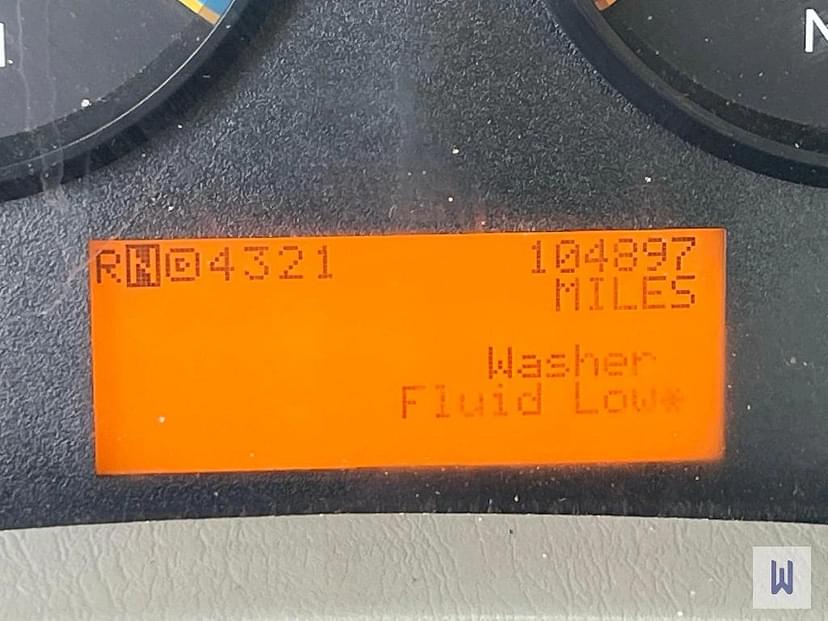 RN©4321 104897
MILES
Washer
Fluid Low*
N
W